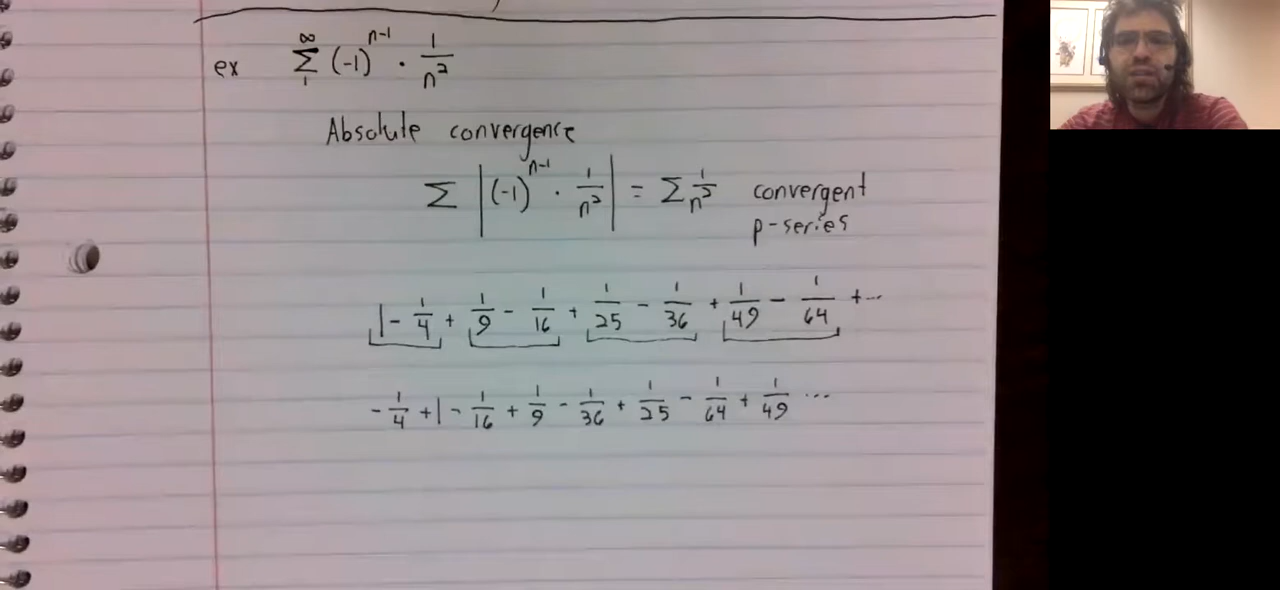 ex ∞ Σ 1 (-1)^{n-1} · 1/n²
Absolute convergence
Σ |(-1)^{n-1} · 1/n²| = Σ 1/n² convergent
p-series
1 - 1/4 + 1/9 - 1/16 + 1/25 - 1/36 + 1/49 - 1/64 + ...
- 1/4 + 1 - 1/16 + 1/9 - 1/36 + 1/25 - 1/64 + 1/49 ...